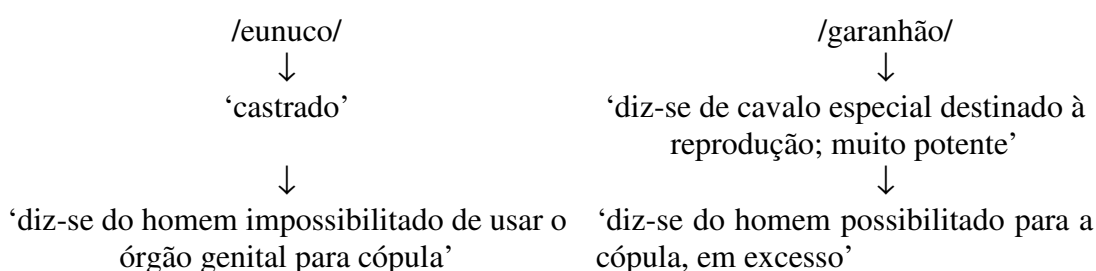 /eunuco/
↓
‘castrado’
↓
‘diz-se do homem impossibilitado de usar o
órgão genital para cópula’
/garanhão/
↓
‘diz-se de cavalo especial destinado à
reprodução; muito potente’
↓
‘diz-se do homem possibilitado para a
cópula, em excesso’